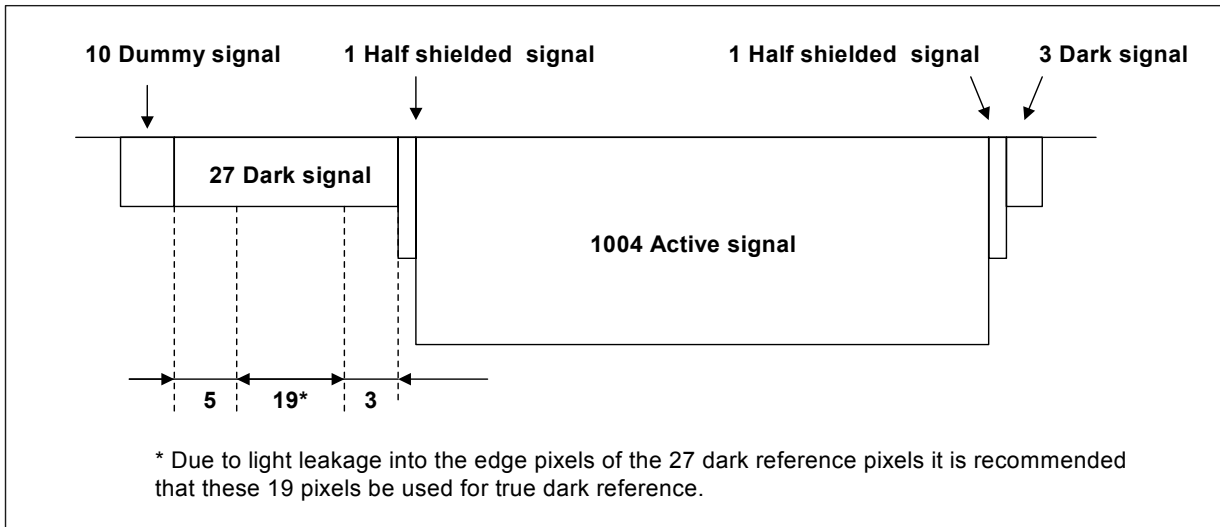 10 Dummy signal
1 Half shielded  signal
1 Half shielded  signal
3 Dark signal
27 Dark signal
1004 Active signal
5
19*
3
* Due to light leakage into the edge pixels of the 27 dark reference pixels it is recommended
that these 19 pixels be used for true dark reference.